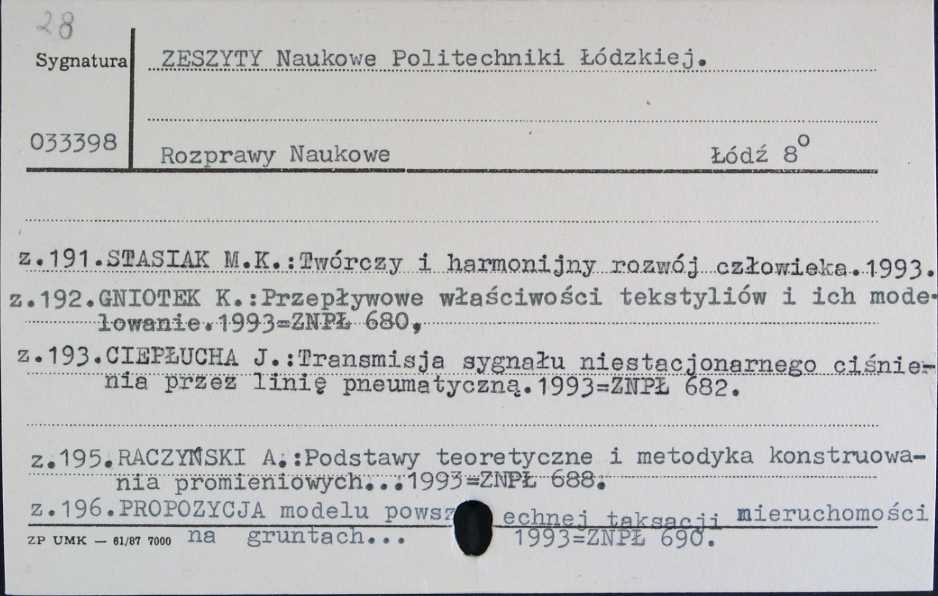 28
Sygnatura
ZESZYTY Naukowe Politechniki Łódzkiej.
033398
Rozprawy Naukowe Łódź 8º
z.191.STASIAK M.K.:Twórczy i harmonijny rozwój człowieka.1993.
z.192.GNIOTEK K.:Przepływowe właściwości tekstyliów i ich mode-
lowanie.1993=ZNPŁ 680,
z.193.CIEPŁUCHA J.:Transmisja sygnału niestacjonarnego ciśnie-
nia przez linię pneumatyczną.1993=ZNPŁ 682.
z.195.RACZYŃSKI A.:Podstawy teoretyczne i metodyka konstruowa-
nia promieniowych...1993=ZNPŁ 688.
z.196.PROPOZYCJA modelu powsz echnej taksacji nieruchomości
ZP UMK — 61/87 7000 na gruntach... 1993=ZNPŁ 690.